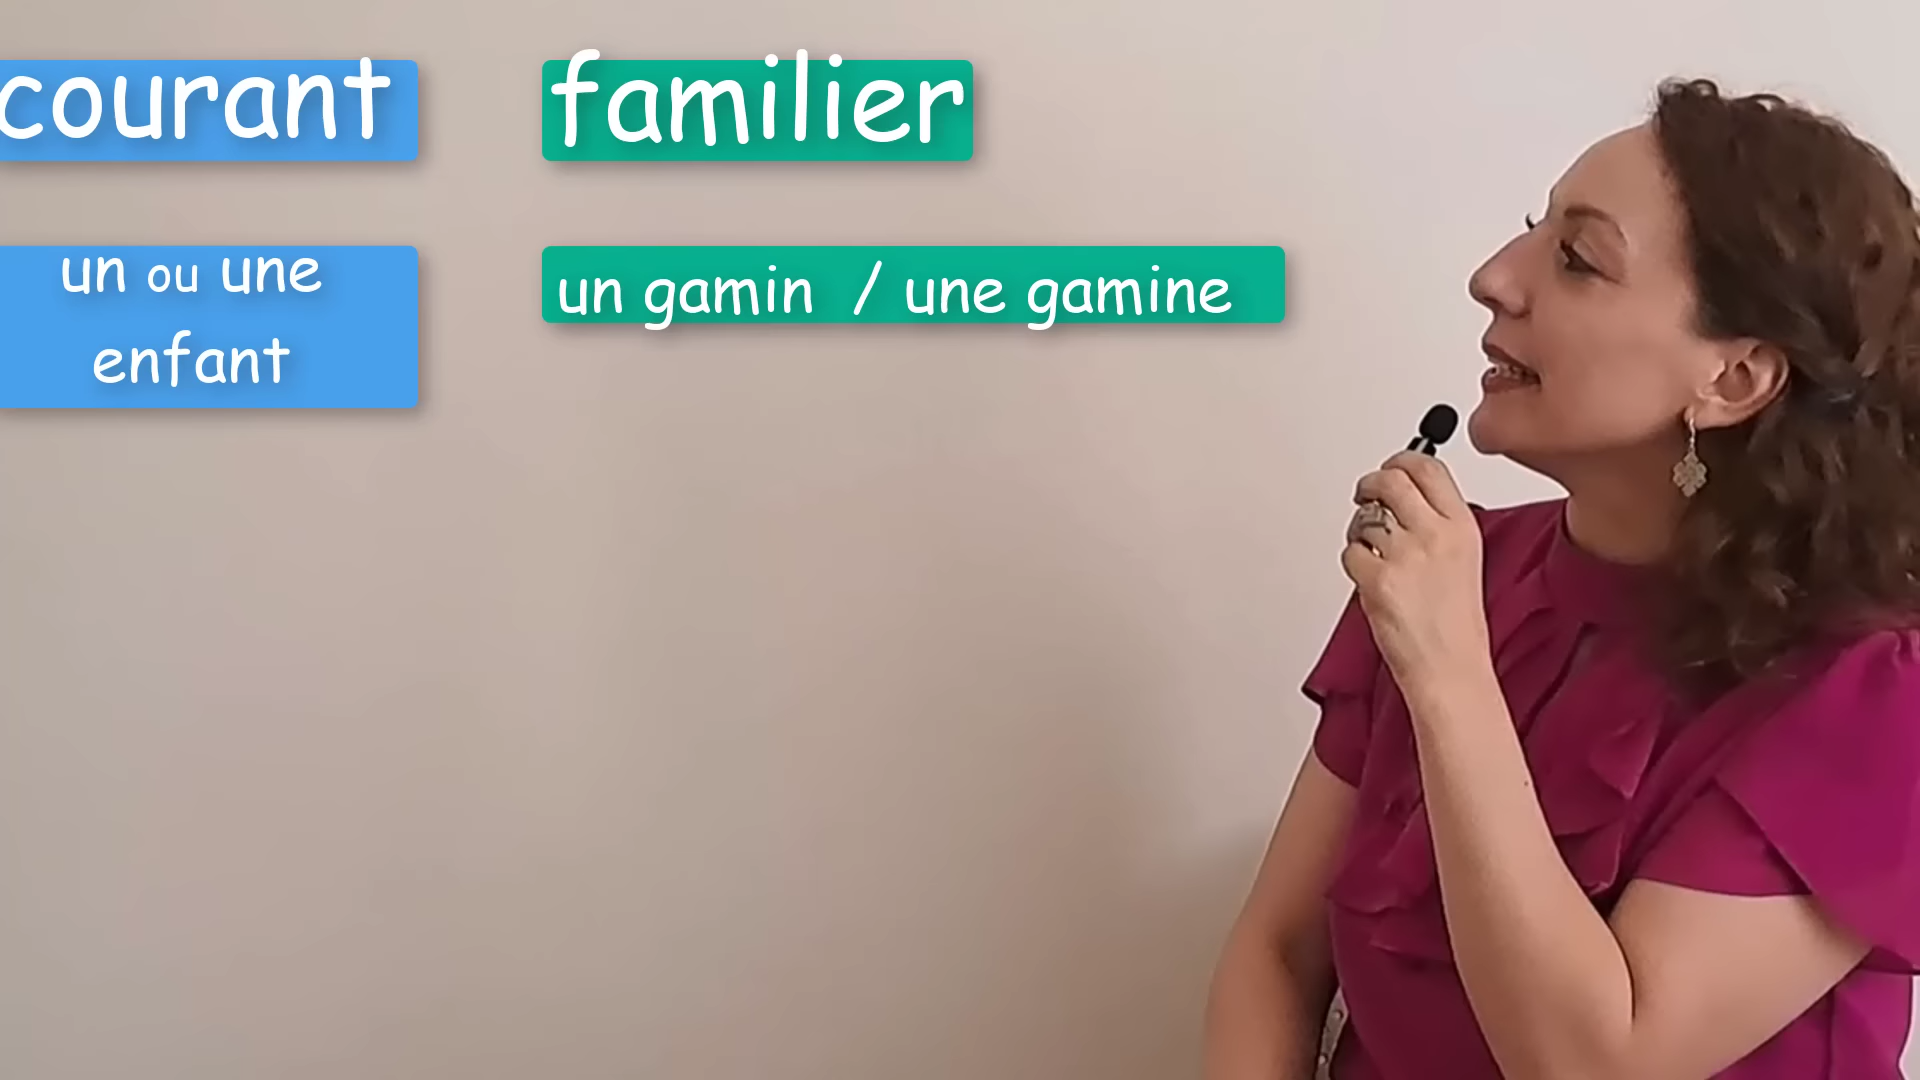 courant
familier
un ou une
enfant
un gamin / une gamine